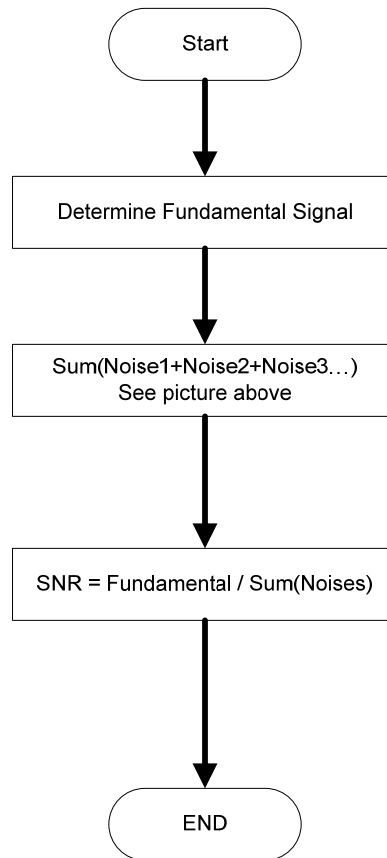 Start
Determine Fundamental Signal
Sum(Noise1+Noise2+Noise3…)
See picture above
SNR = Fundamental / Sum(Noises)
END